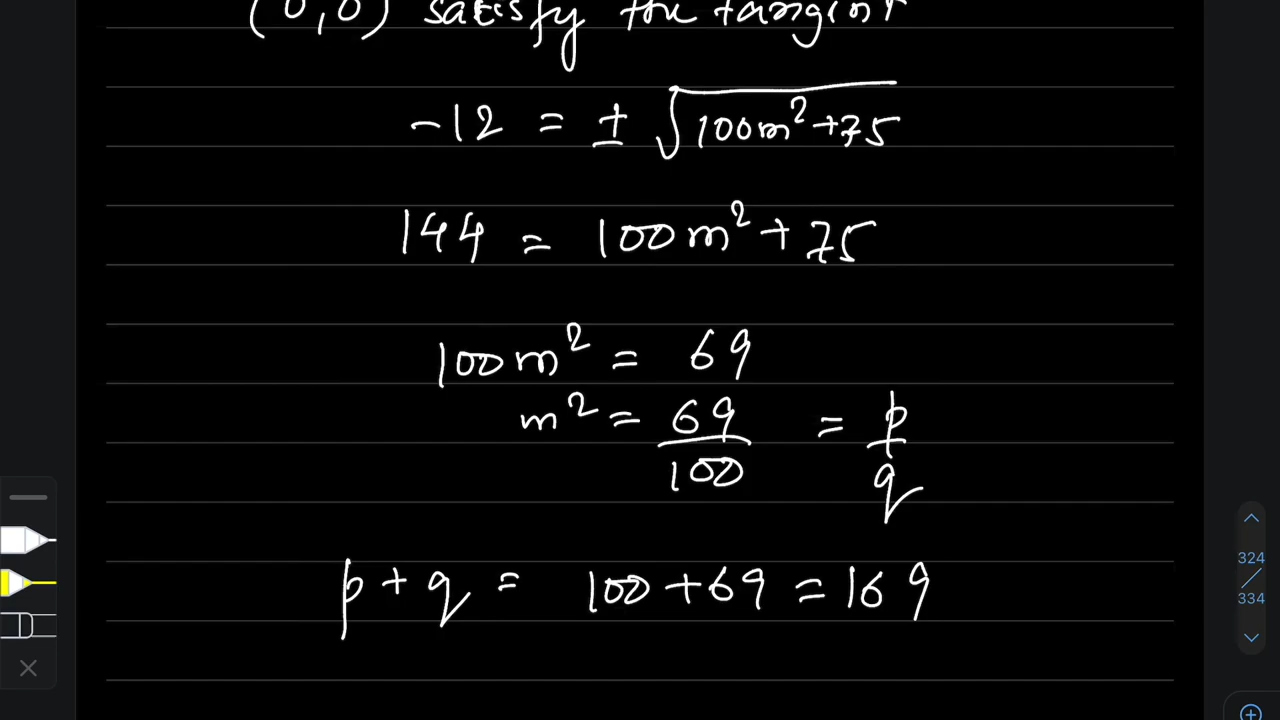 (0,0) satisfy the tangent
-12 = ± √(100m²+75)
144 = 100m² + 75
100m² = 69
m² = 69/100 = p/q
p + q = 100 + 69 = 169
324
334